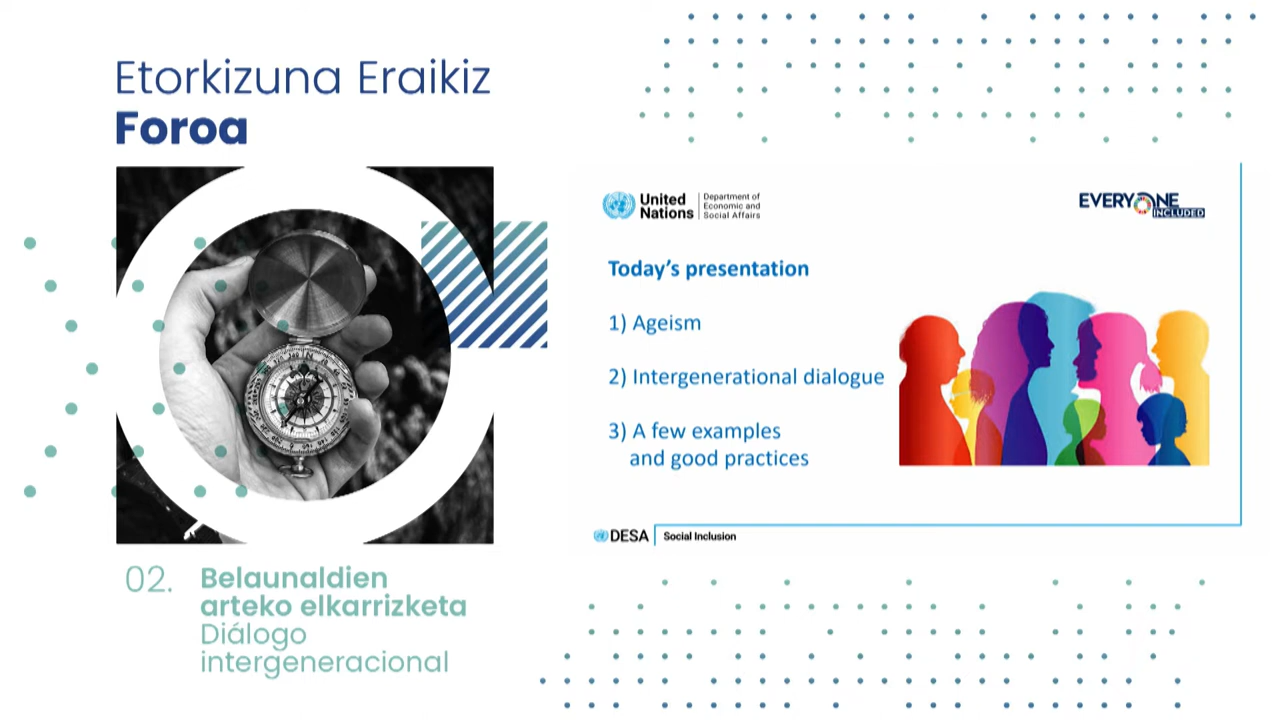 Etorkizuna Eraikiz
Foroa
United
Nations
Department of
Economic and
Social Affairs
EVERYONE
INCLUDED
Today's presentation
1) Ageism
2) Intergenerational dialogue
3) A few examples
and good practices
DESA
Social Inclusion
02.
Belaunaldien
arteko elkarrizketa
Diálogo
intergeneracional